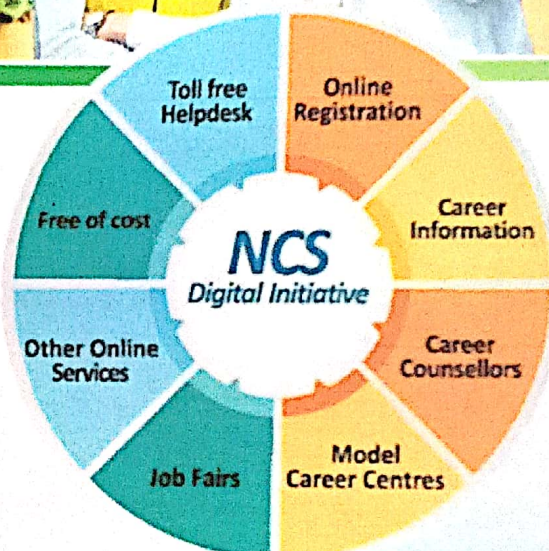 Toll free
Helpdesk
Online
Registration
Career
Information
Career
Counsellors
Model
Career Centres
Job Fairs
Other Online
Services
Free of cost
NCS
Digital Initiative